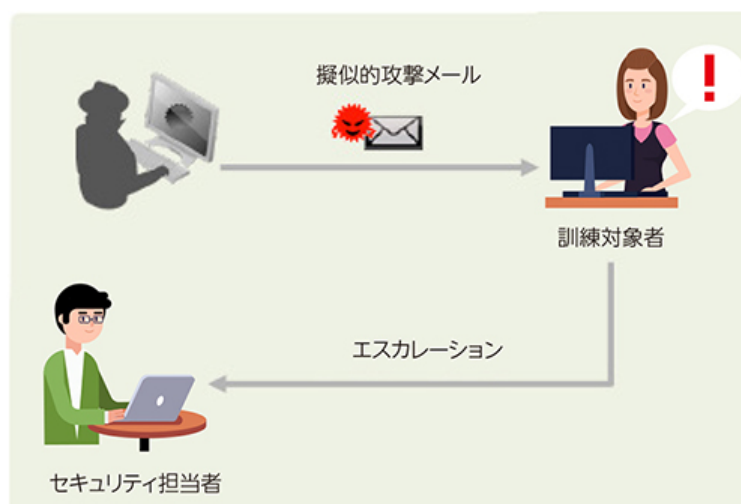 擬似的攻撃メール
!
訓練対象者
エスカレーション
セキュリティ担当者